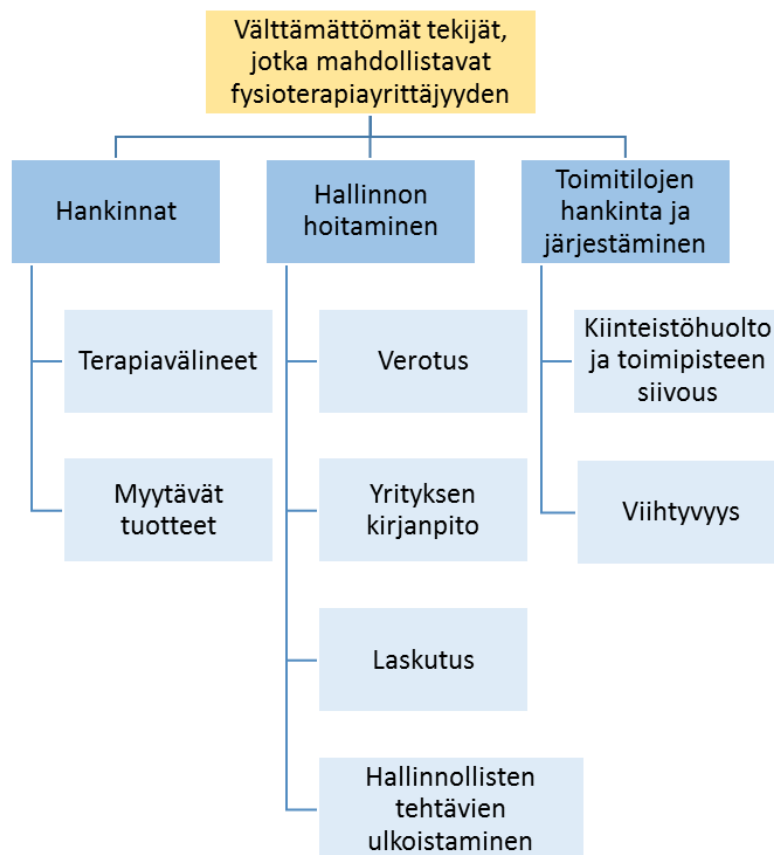 Välttämättömät tekijät,
jotka mahdollistavat
fysioterapiayrittäjyyden
Hankinnat
Hallinnon
hoitaminen
Toimitilojen
hankinta ja
järjestäminen
Terapiavälineet
Myytävät
tuotteet
Verotus
Yrityksen
kirjanpito
Laskutus
Hallinnollisten
tehtävien
ulkoistaminen
Kiinteistöhuolto
ja toimipisteen
siivous
Viihtyvyys